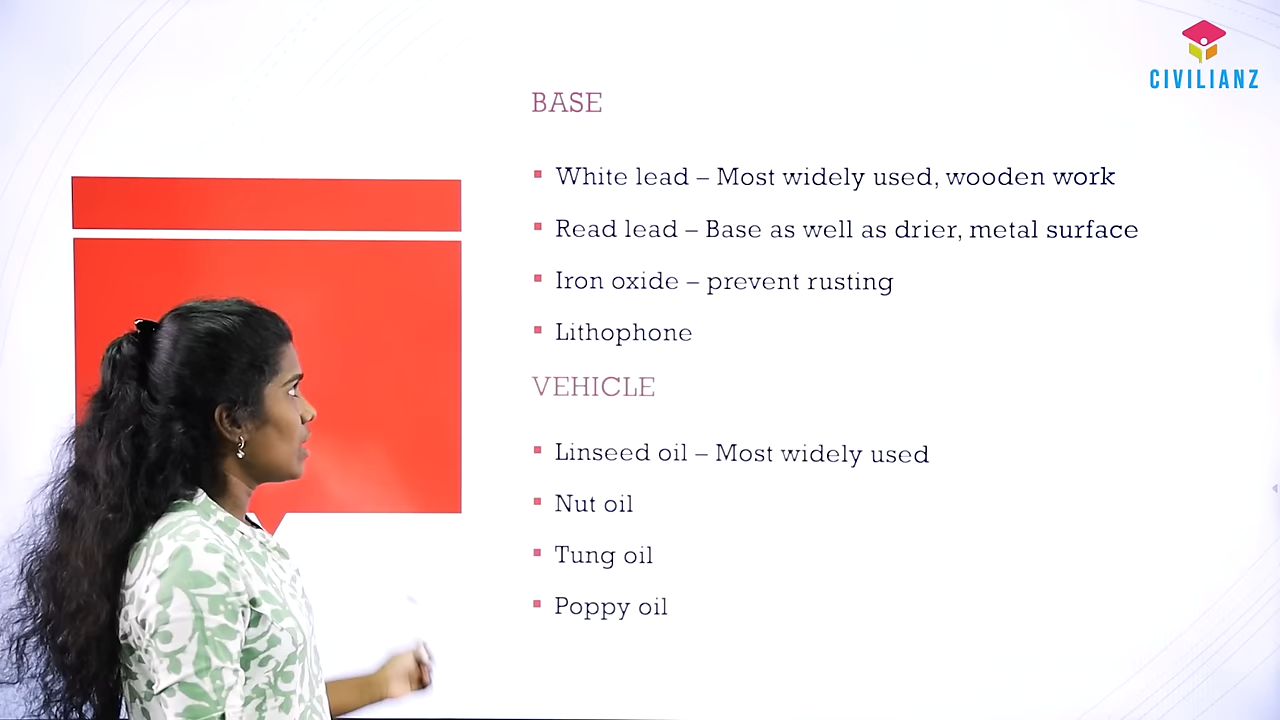 CIVILIANZ
BASE
White lead – Most widely used, wooden work
Read lead – Base as well as drier, metal surface
Iron oxide – prevent rusting
Lithophone
VEHICLE
Linseed oil – Most widely used
Nut oil
Tung oil
Poppy oil